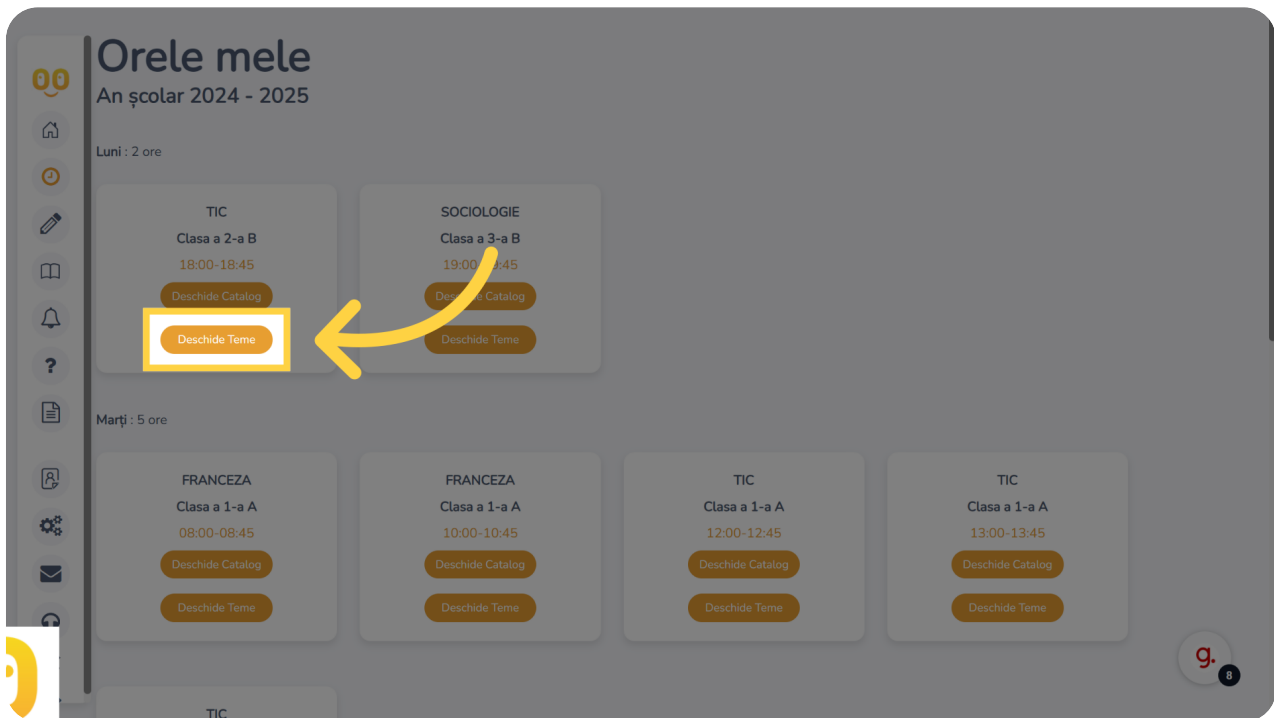 Orele mele
An școlar 2024 - 2025
Luni : 2 ore
TIC
Clasa a 2-a B
18:00-18:45
Deschide Catalog
Deschide Teme
SOCIOLOGIE
Clasa a 3-a B
Deschide Teme
Marți : 5 ore
FRANCEZA
Clasa a 1-a A
08:00-08:45
Deschide Catalog
Deschide Teme
FRANCEZA
Clasa a 1-a A
10:00-10:45
Deschide Catalog
Deschide Teme
TIC
Clasa a 1-a A
12:00-12:45
Deschide Catalog
Deschide Teme
TIC
Clasa a 1-a A
13:00-13:45
Deschide Catalog
Deschide Teme
TIC
g.
8